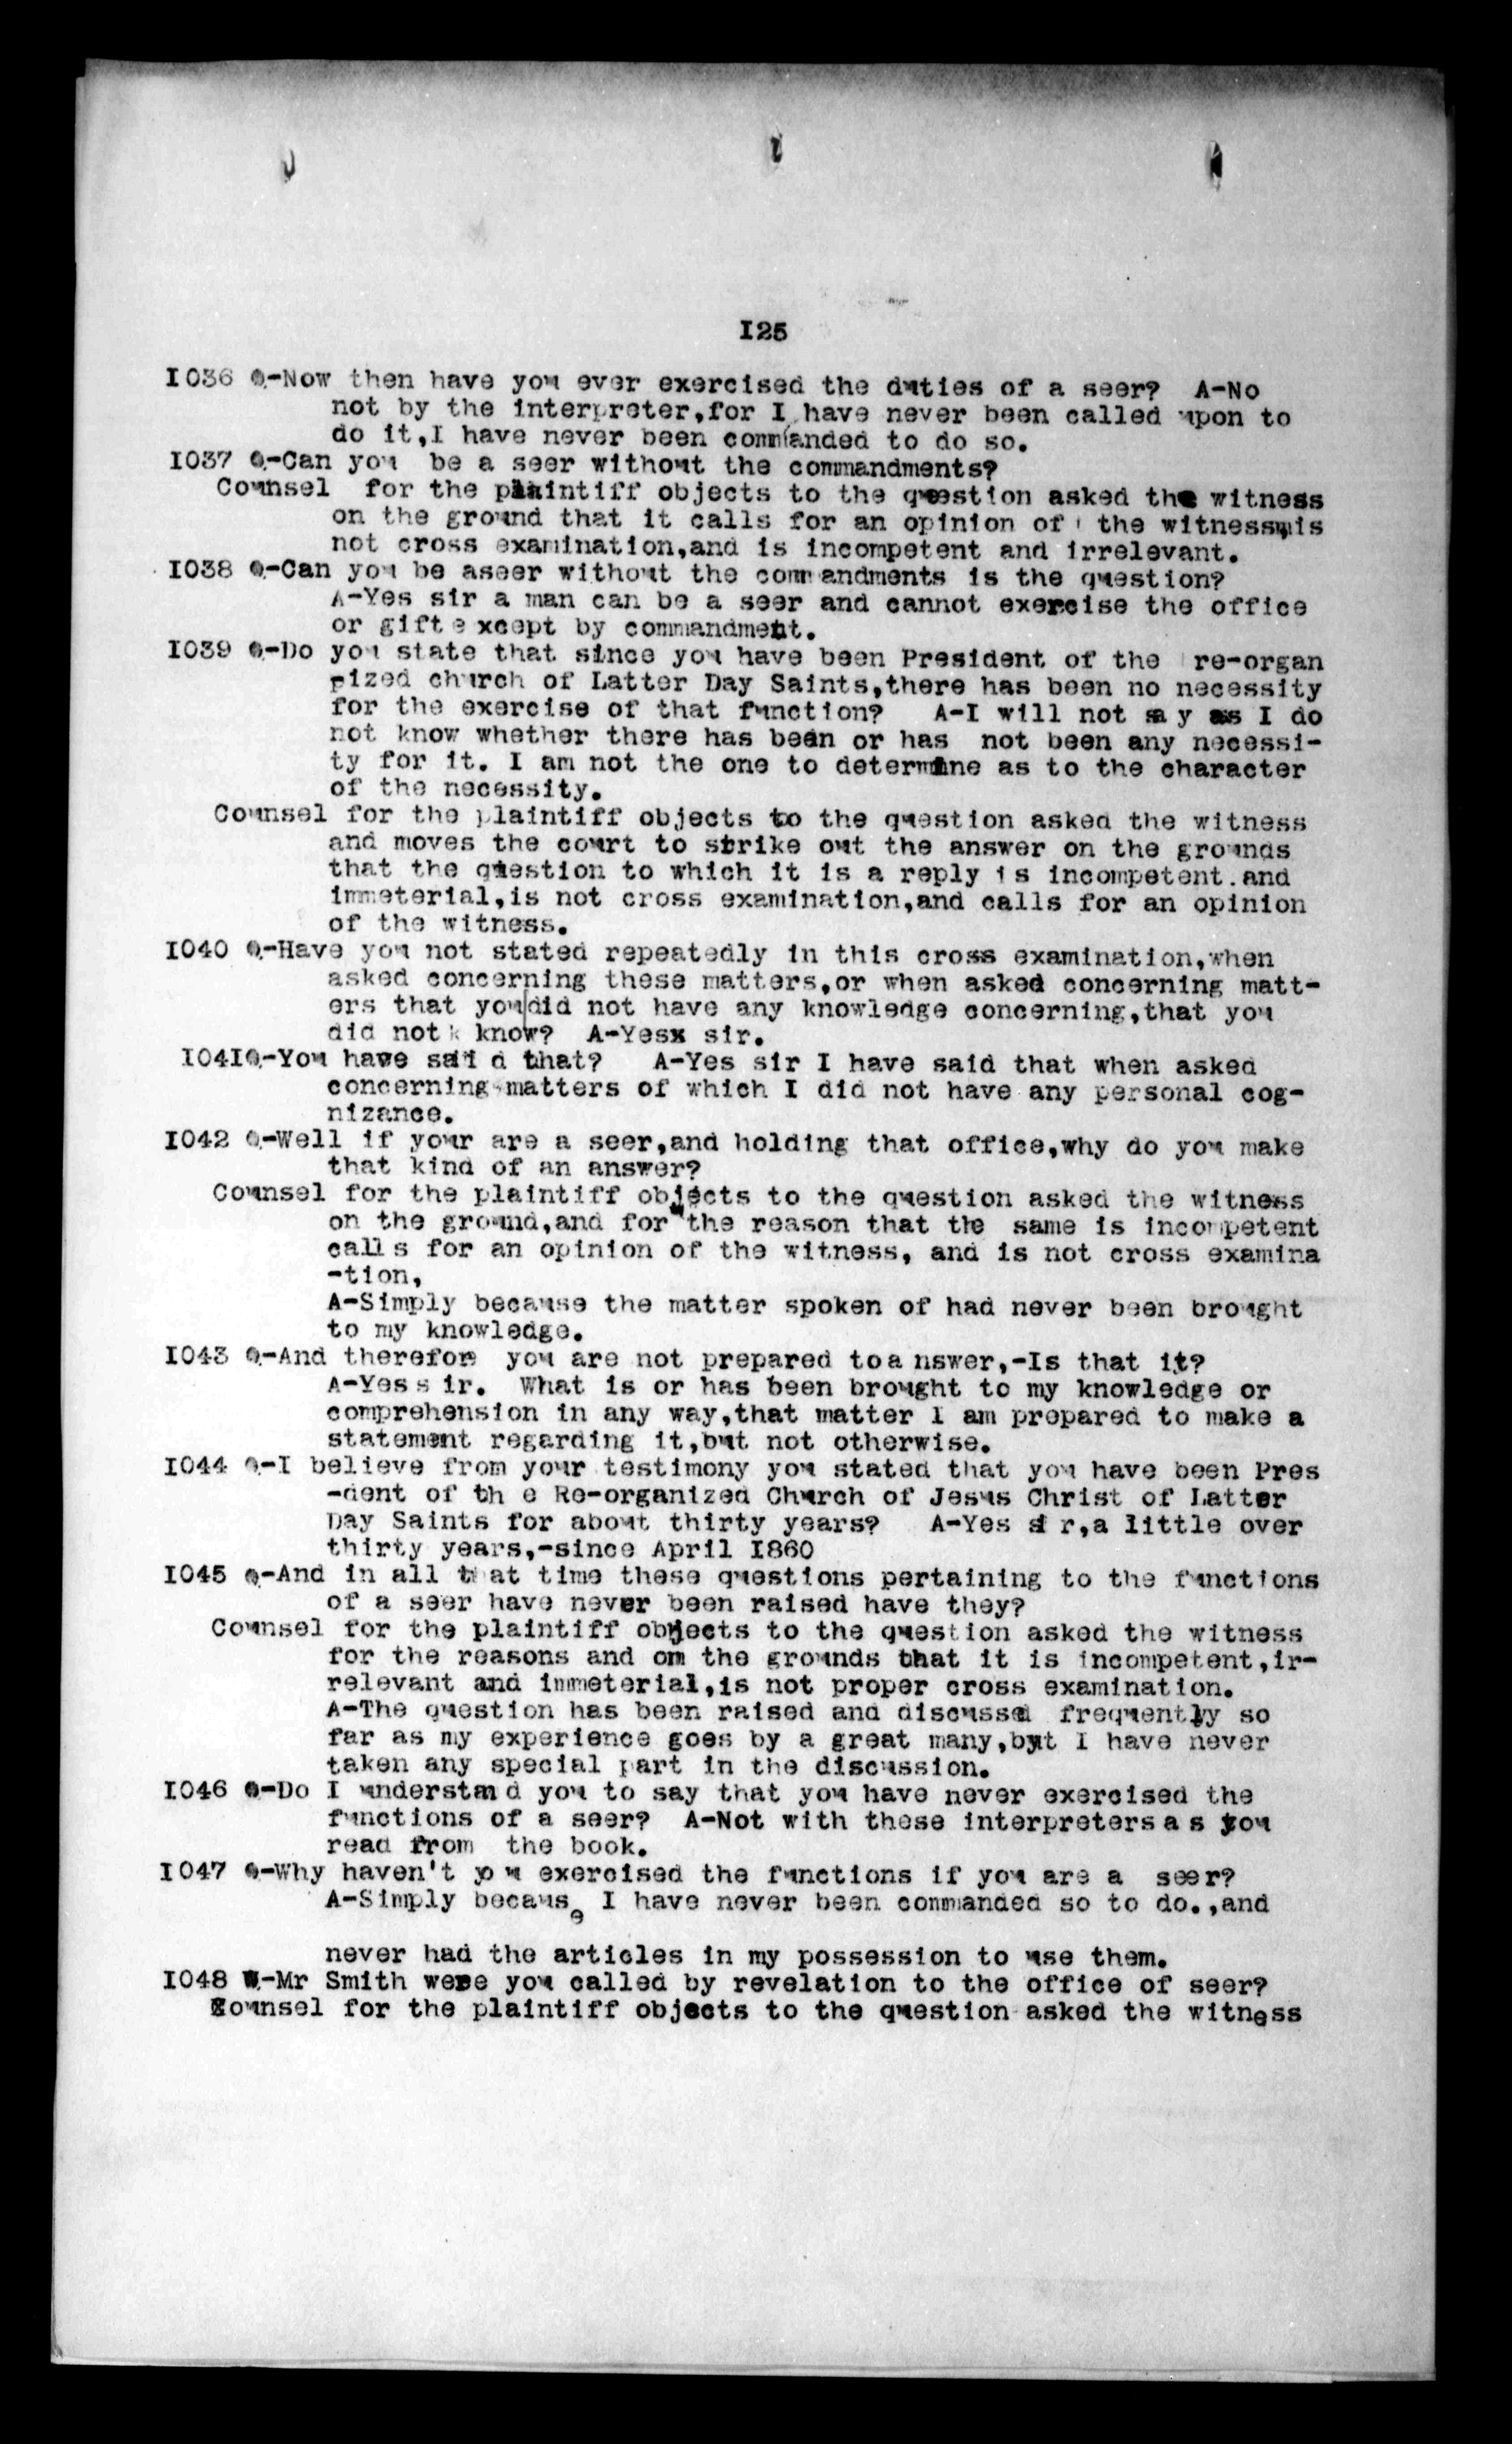 I25
I036 Q-Now then have you ever exercised the duties of a seer?  A-No
not by the interpreter,for I have never been called upon to
do it,I have never been commanded to do so.
I037 Q-Can you  be a seer without the commandments?
Counsel  for the plaintiff objects to the question asked the witness
on the ground that it calls for an opinion of the witness,is
not cross examination,and is incompetent and irrelevant.
I038 Q-Can you be aseer without the commandments is the question?
A-Yes sir a man can be a seer and cannot exercise the office
or gift e xcept by commandment.
I039 Q-Do you state that since you have been President of the  re-organ
nized church of Latter Day Saints,there has been no necessity
for the exercise of that function?   A-I will not sa y as I do
not know whether there has been or has  not been any necessi-
ty for it. I am not the one to determine as to the character
of the necessity.
Counsel for the plaintiff objects to the question asked the witness
and moves the court to strike out the answer on the grounds
that the question to which it is a reply is incompetent.and
immeterial,is not cross examination,and calls for an opinion
of the witness.
I040 Q-Have you not stated repeatedly in this cross examination,when
asked concerning these matters,or when asked concerning matt-
ers that you did not have any knowledge concerning,that you
did not k know?  A-Yesx sir.
I04IQ-You have sai d that?   A-Yes sir I have said that when asked
concerning matters of which I did not have any personal cog-
nizance.
I042 Q-Well if your are a seer,and holding that office,why do you make
that kind of an answer?
Counsel for the plaintiff objects to the question asked the witness
on the ground,and for the reason that the  same is incompetent
call s for an opinion of the witness, and is not cross examina
-tion,
A-Simply because the matter spoken of had never been brought
to my knowledge.
I043 Q-And therefore  you are not prepared toa nswer,-Is that it?
A-Yes s ir.  What is or has been brought to my knowledge or
comprehension in any way,that matter I am prepared to make a
statement regarding it,but not otherwise.
I044 Q-I believe from your testimony you stated that you have been Pres
-dent of th e Re-organized Church of Jesus Christ of Latter
Day Saints for about thirty years?   A-Yes si r,a little over
thirty years,-since April I860
I045 Q-And in all that time these questions pertaining to the functions
of a seer have never been raised have they?
Counsel for the plaintiff objects to the question asked the witness
for the reasons and on the grounds that it is incompetent,ir-
relevant and immeterial,is not proper cross examination.
A-The question has been raised and discussed  frequently so
far as my experience goes by a great many,but I have never
taken any special part in the discussion.
I046 Q-Do I understan d you to say that you have never exercised the
functions of a seer?  A-Not with these interpreters a s you
read from  the book.
I047 Q-Why haven't yo u exercised the functions if you are a  seer?
A-Simply because I have never been commanded so to do.,and
never had the articles in my possession to use them.
I048 Q-Mr Smith were you called by revelation to the office of seer?
Counsel for the plaintiff objects to the question asked the witness